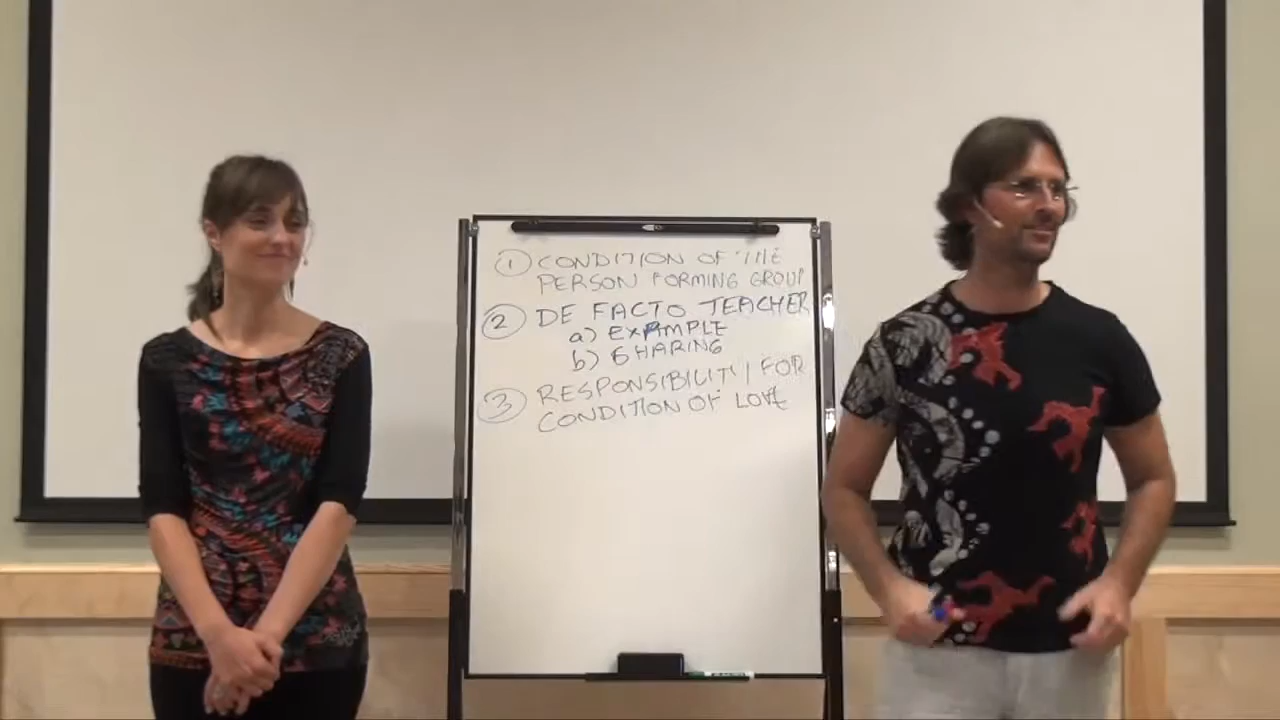 ① CONDITION OF THE
PERSON FORMING GROUP
② DE FACTO TEACHER
a) EXAMPLE
b) SHARING
③ RESPONSIBILITY FOR
CONDITION OF LOVE